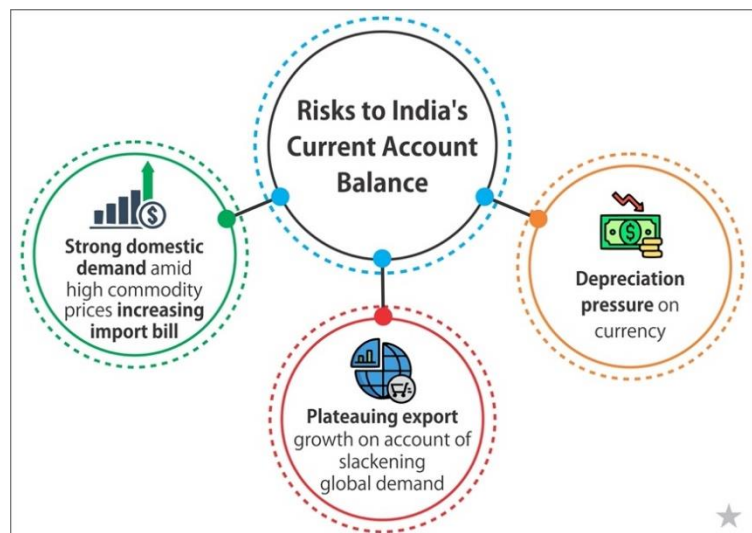 Risks to India's
Current Account
Balance
Strong domestic
demand amid
high commodity
prices increasing
import bill
Plateauing export
growth on account of
slackening
global demand
Depreciation
pressure on
currency